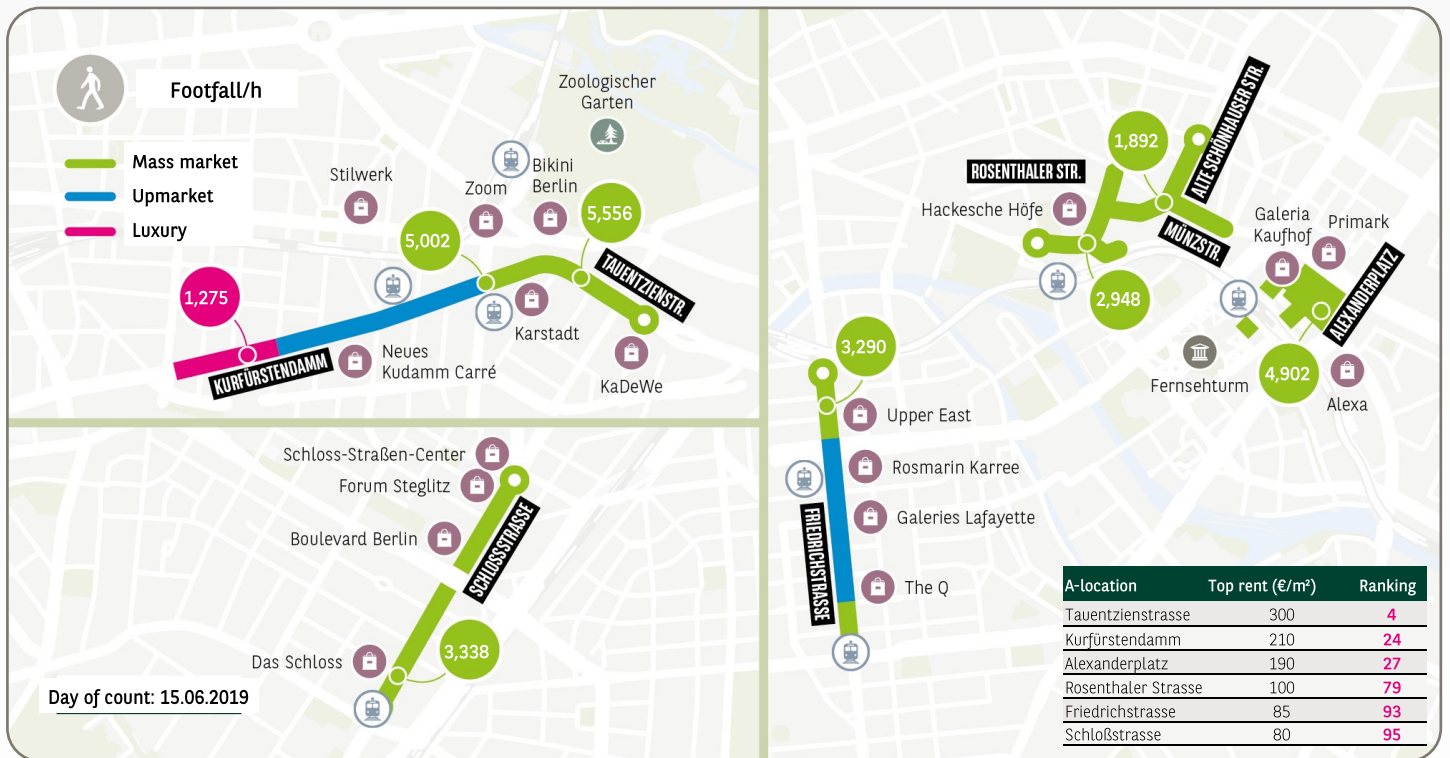 Footfall/h
Mass market
Upmarket
Luxury
Zoologischer
Garten
Stilwerk
Zoom
Bikini
Berlin
5,556
5,002
TAUENTZIENSTR.
1,275
Karstadt
KURFÜRSTENDAMM
Neues
Kudamm Carré
KaDeWe
Schloss-Straßen-Center
Forum Steglitz
Boulevard Berlin
SCHLOSSSTRASSE
Das Schloss
3,338
Day of count: 15.06.2019
1,892
ALTE SCHÖNHAUSER STR.
ROSENTHALER STR.
Hackesche Höfe
MÜNZSTR.
Galeria
Kaufhof
Primark
2,948
ALEXANDERPLATZ
3,290
Fernsehturm
4,902
Alexa
Upper East
Rosmarin Karree
Galeries Lafayette
FRIEDRICHSTRASSE
The Q
A-location Top rent (€/m²) Ranking
Tauentzienstrasse 300 4
Kurfürstendamm 210 24
Alexanderplatz 190 27
Rosenthaler Strasse 100 79
Friedrichstrasse 85 93
Schloßstrasse 80 95